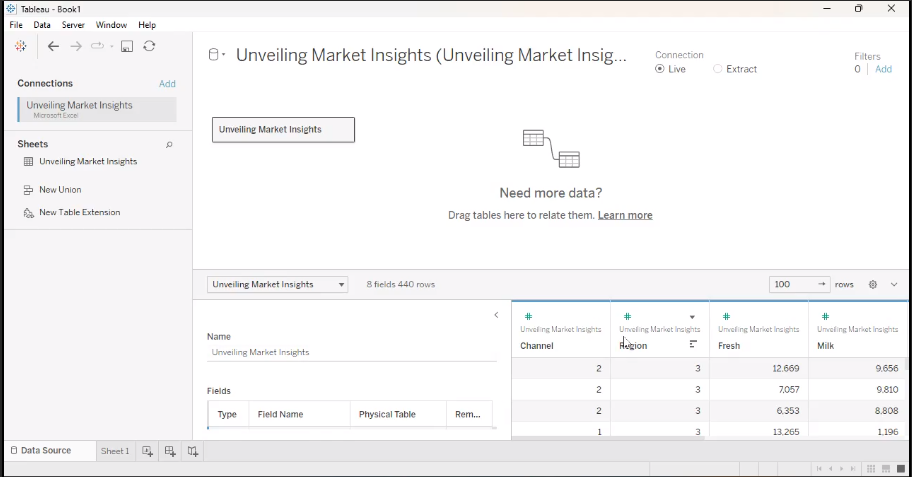 Tableau - Book1
File Data Server Window Help
Connections Add
Unveiling Market Insights
Microsoft Excel
Sheets
Unveiling Market Insights
New Union
New Table Extension
Unveiling Market Insights (Unveiling Market Insig...
Connection
Live Extract
Filters
0 Add
Unveiling Market Insights
Need more data?
Drag tables here to relate them. Learn more
Unveiling Market Insights 8 fields 440 rows 100 rows
Name
Unveiling Market Insights
Fields
Type Field Name Physical Table Rem...
Unveiling Market Insights Unveiling Market Insights Unveiling Market Insights Unveiling Market Insights
Channel Region Fresh Milk
2 3 12,669 9,656
2 3 7,057 9,810
2 3 6,353 8,808
1 3 13,265 1,196
Data Source Sheet 1